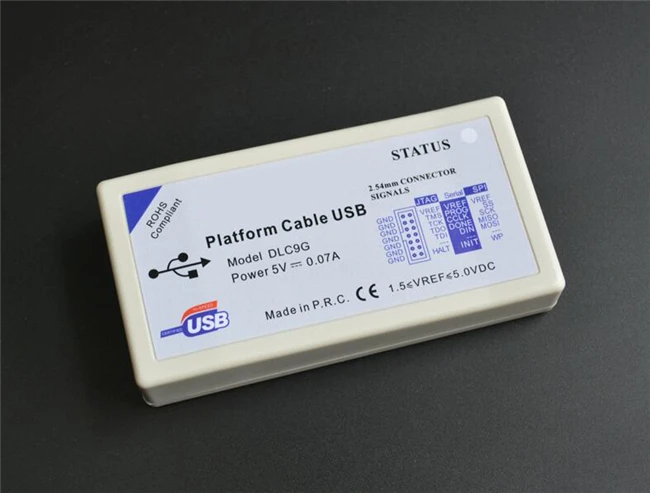 STATUS
ROHS
Compliant
Platform Cable USB
Model DLC9G
Power 5V 0.07A
2.54mm CONNECTOR
SIGNALS
JTAG Serial SPI
GND VREF VREF VREF
GND TMS PROG SS
GND TCK CCLK SCK
GND TDO DONE MISO
GND TDI DIN MOSI
GND .... .... ....
GND HALT INIT WP
CERTIFIED
USB
Made in P.R.C. CE 1.5≤VREF≤5.0VDC